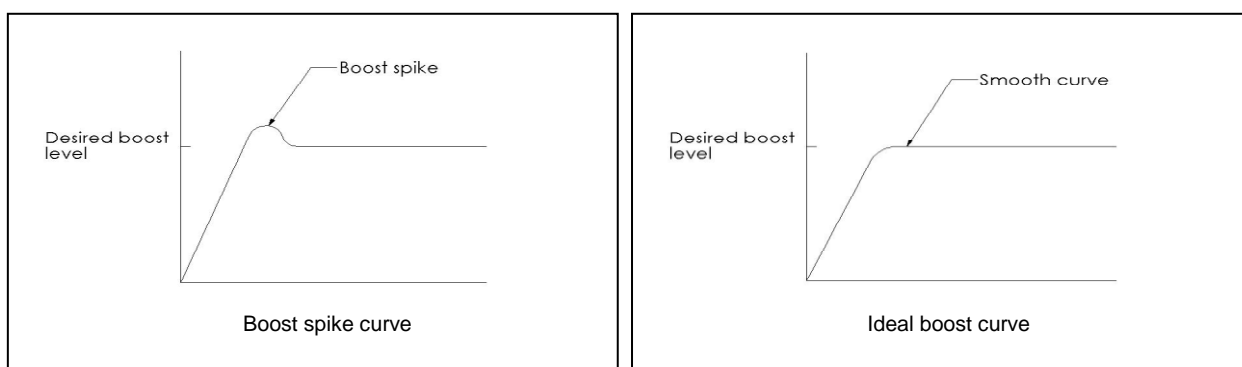 Boost spike
Desired boost
level
Boost spike curve
Smooth curve
Desired boost
level
Ideal boost curve